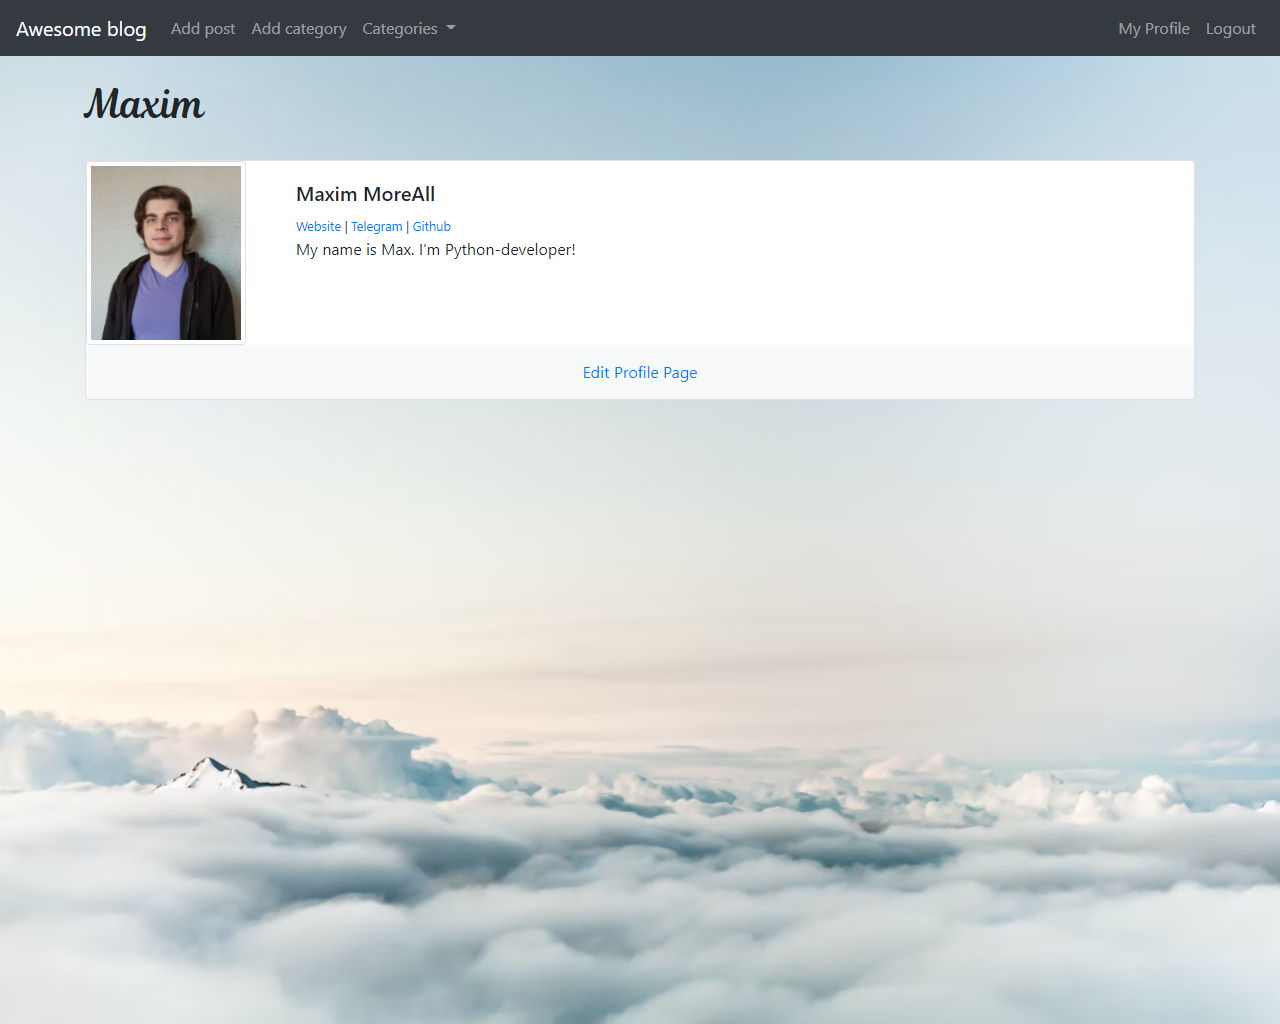 Awesome blog Add post Add category Categories My Profile Logout
Maxim
Maxim MoreAll
Website | Telegram | Github
My name is Max. I'm Python-developer!
Edit Profile Page